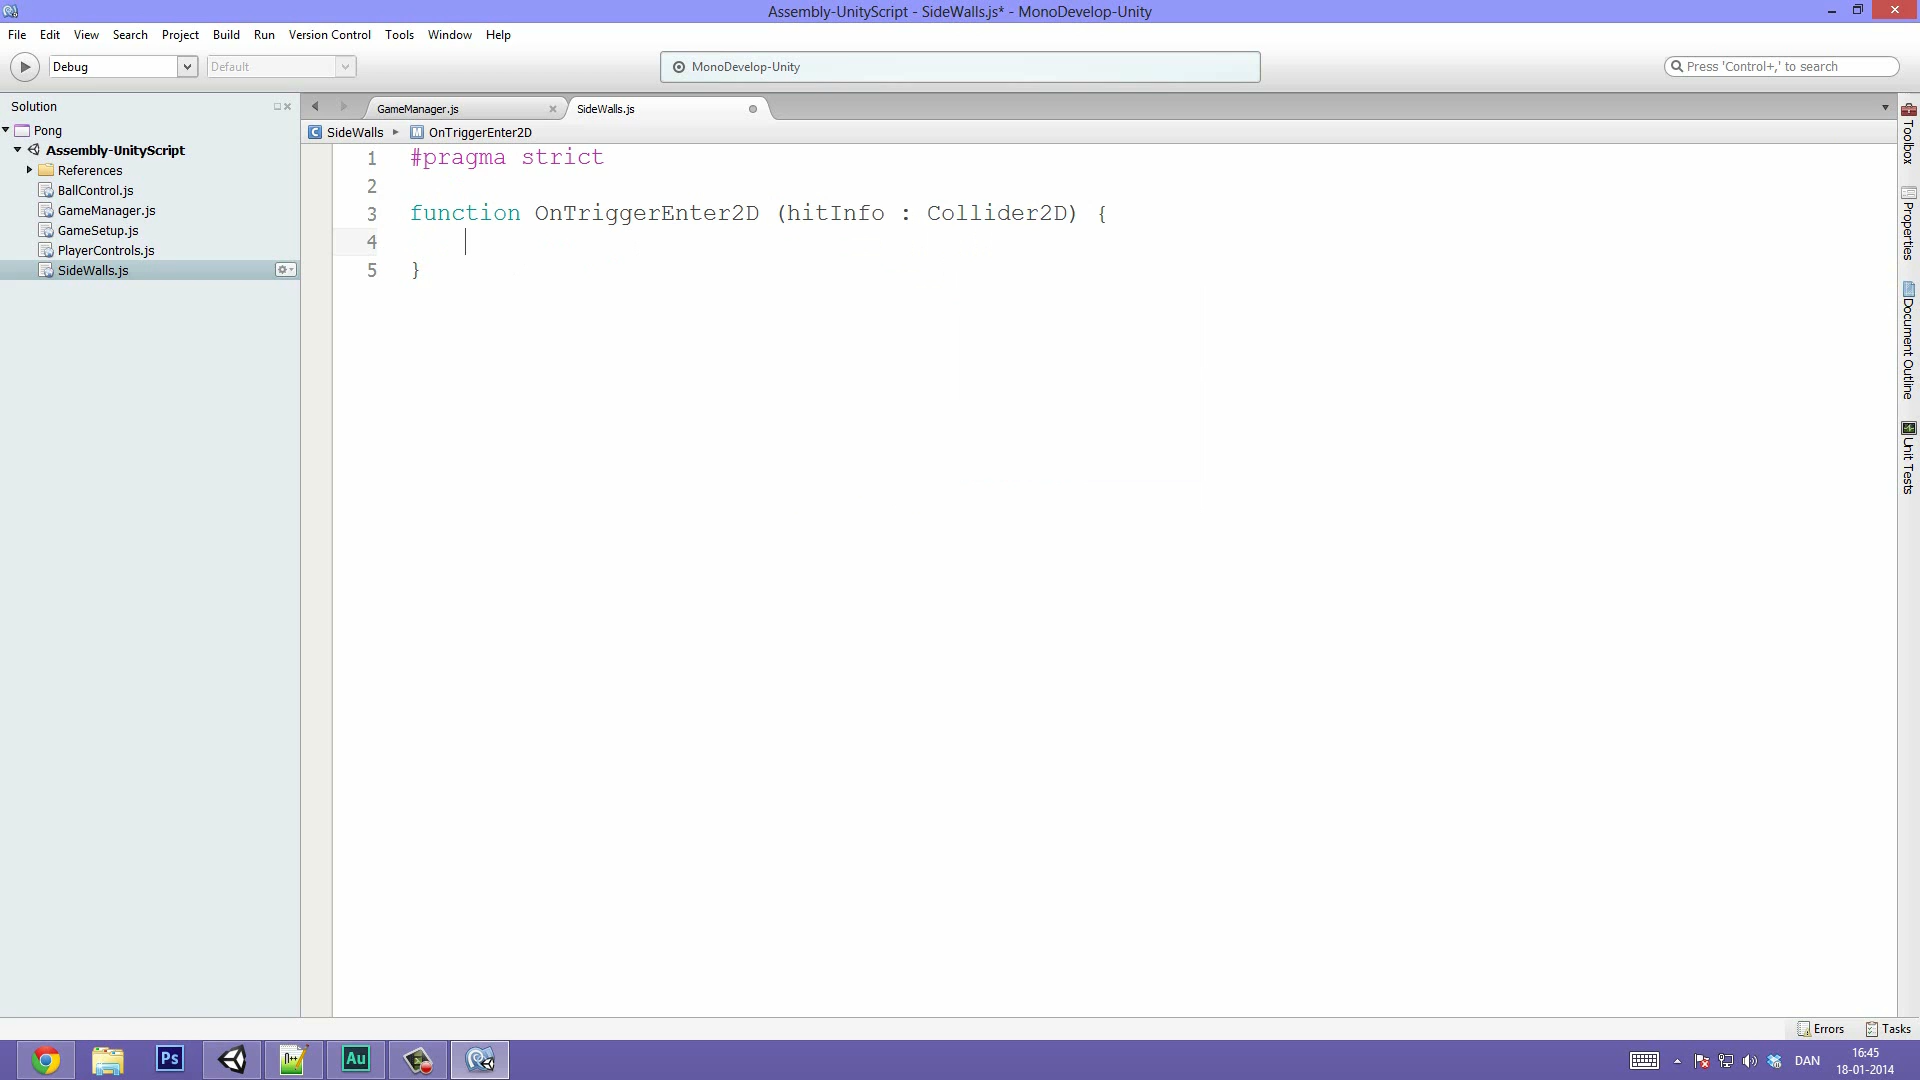 Assembly-UnityScript - SideWalls.js* - MonoDevelop-Unity
File Edit View Search Project Build Run Version Control Tools Window Help
Debug
Default
MonoDevelop-Unity
Press 'Control+,' to search
Solution
Pong
Assembly-UnityScript
References
BallControl.js
GameManager.js
GameSetup.js
PlayerControls.js
SideWalls.js
GameManager.js
SideWalls.js
C SideWalls M OnTriggerEnter2D
1 #pragma strict
2
3 function OnTriggerEnter2D (hitInfo : Collider2D) {
4
5 }
Toolbox
Properties
Document Outline
Unit Tests
Errors
Tasks
Ps
Au
DAN
16:45
18-01-2014